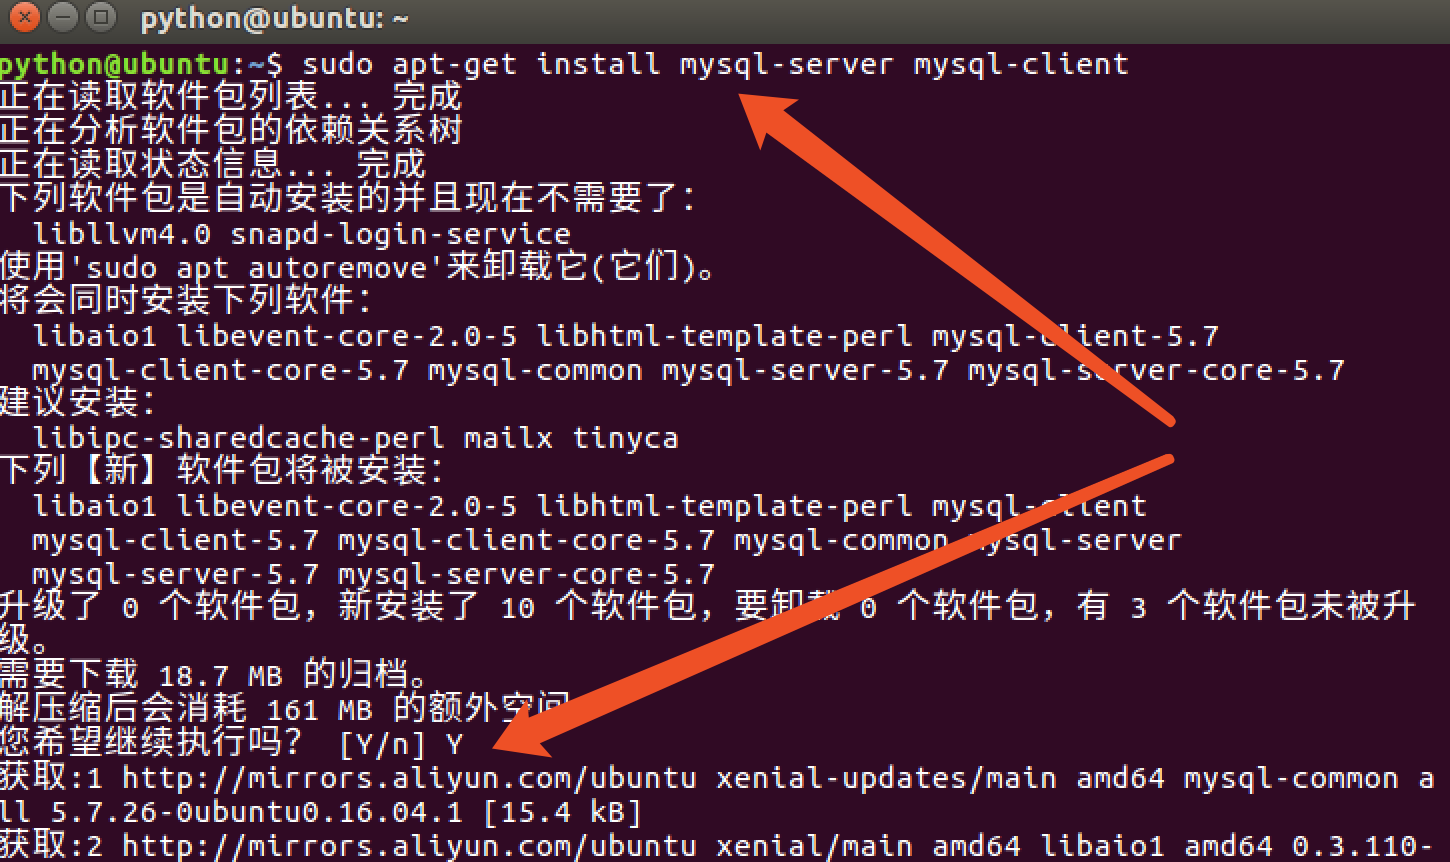 python@ubuntu: ~
python@ubuntu:~$ sudo apt-get install mysql-server mysql-client
正在读取软件包列表... 完成
正在分析软件包的依赖关系树
正在读取状态信息... 完成
下列软件包是自动安装的并且现在不需要了：
  libllvm4.0 snapd-login-service
使用'sudo apt autoremove'来卸载它(它们)。
将会同时安装下列软件：
  libaio1 libevent-core-2.0-5 libhtml-template-perl mysql-client-5.7
  mysql-client-core-5.7 mysql-common mysql-server-5.7 mysql-server-core-5.7
建议安装：
  libipc-sharedcache-perl mailx tinyca
下列【新】软件包将被安装：
  libaio1 libevent-core-2.0-5 libhtml-template-perl mysql-client
  mysql-client-5.7 mysql-client-core-5.7 mysql-common mysql-server
  mysql-server-5.7 mysql-server-core-5.7
升级了 0 个软件包，新安装了 10 个软件包，要卸载 0 个软件包，有 3 个软件包未被升
级。
需要下载 18.7 MB 的归档。
解压缩后会消耗 161 MB 的额外空间
您希望继续执行吗？ [Y/n] Y
获取:1 http://mirrors.aliyun.com/ubuntu xenial-updates/main amd64 mysql-common a
ll 5.7.26-0ubuntu0.16.04.1 [15.4 kB]
获取:2 http://mirrors.aliyun.com/ubuntu xenial/main amd64 libaio1 amd64 0.3.110-